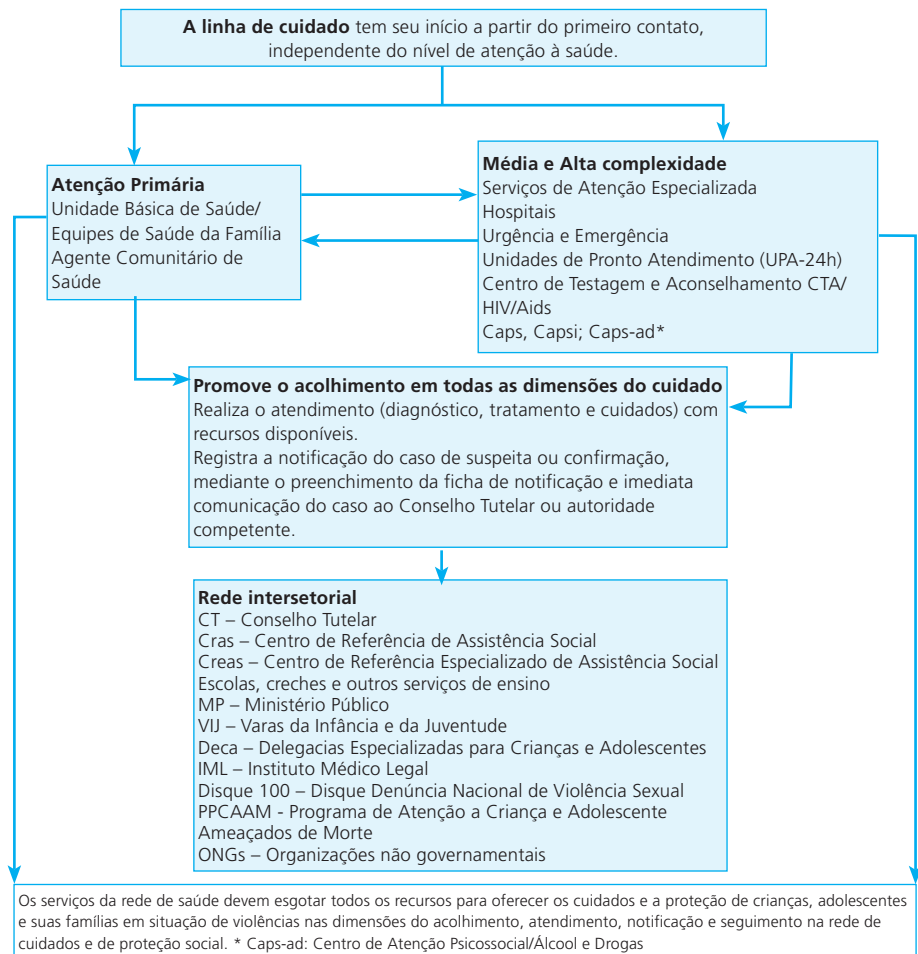 A linha de cuidado tem seu início a partir do primeiro contato,
independente do nível de atenção à saúde.
Atenção Primária
Unidade Básica de Saúde/
Equipes de Saúde da Família
Agente Comunitário de
Saúde
Média e Alta complexidade
Serviços de Atenção Especializada
Hospitais
Urgência e Emergência
Unidades de Pronto Atendimento (UPA-24h)
Centro de Testagem e Aconselhamento CTA/
HIV/Aids
Caps, Capsi; Caps-ad*
Promove o acolhimento em todas as dimensões do cuidado
Realiza o atendimento (diagnóstico, tratamento e cuidados) com
recursos disponíveis.
Registra a notificação do caso de suspeita ou confirmação,
mediante o preenchimento da ficha de notificação e imediata
comunicação do caso ao Conselho Tutelar ou autoridade
competente.
Rede intersetorial
CT – Conselho Tutelar
Cras – Centro de Referência de Assistência Social
Creas – Centro de Referência Especializado de Assistência Social
Escolas, creches e outros serviços de ensino
MP – Ministério Público
VIJ – Varas da Infância e da Juventude
Deca – Delegacias Especializadas para Crianças e Adolescentes
IML – Instituto Médico Legal
Disque 100 – Disque Denúncia Nacional de Violência Sexual
PPCAAM - Programa de Atenção a Criança e Adolescente
Ameaçados de Morte
ONGs – Organizações não governamentais
Os serviços da rede de saúde devem esgotar todos os recursos para oferecer os cuidados e a proteção de crianças, adolescentes
e suas famílias em situação de violências nas dimensões do acolhimento, atendimento, notificação e seguimento na rede de
cuidados e de proteção social. * Caps-ad: Centro de Atenção Psicossocial/Álcool e Drogas